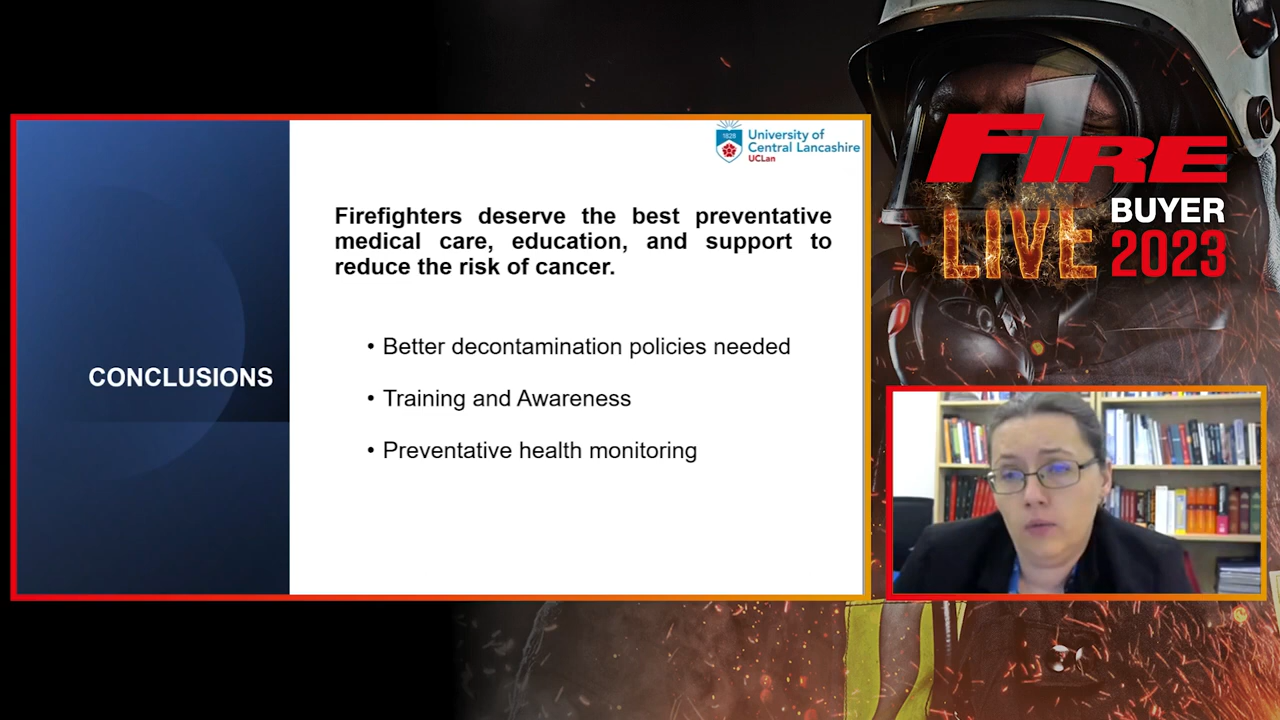 1828
University of
Central Lancashire
UCLan
Firefighters deserve the best preventative
medical care, education, and support to
reduce the risk of cancer.
• Better decontamination policies needed
• Training and Awareness
• Preventative health monitoring
CONCLUSIONS
FIRE
LIVE BUYER
2023